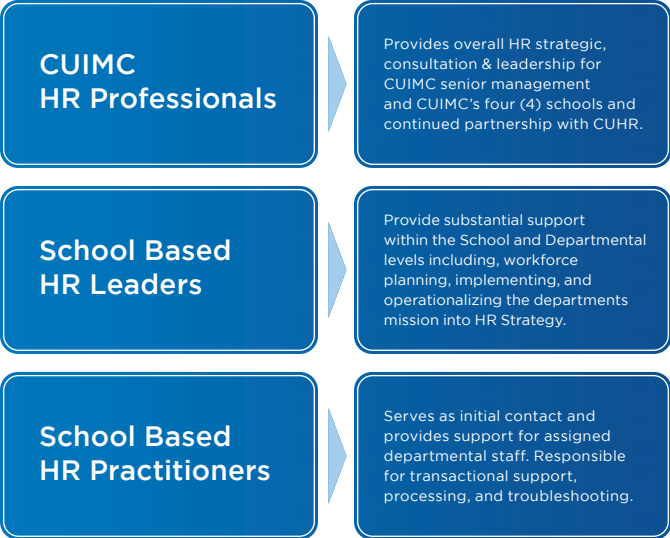 CUIMC
HR Professionals
Provides overall HR strategic,
consultation & leadership for
CUIMC senior management
and CUIMC's four (4) schools and
continued partnership with CUHR.
School Based
HR Leaders
Provide substantial support
within the School and Departmental
levels including, workforce
planning, implementing, and
operationalizing the departments
mission into HR Strategy.
School Based
HR Practitioners
Serves as initial contact and
provides support for assigned
departmental staff. Responsible
for transactional support,
processing, and troubleshooting.